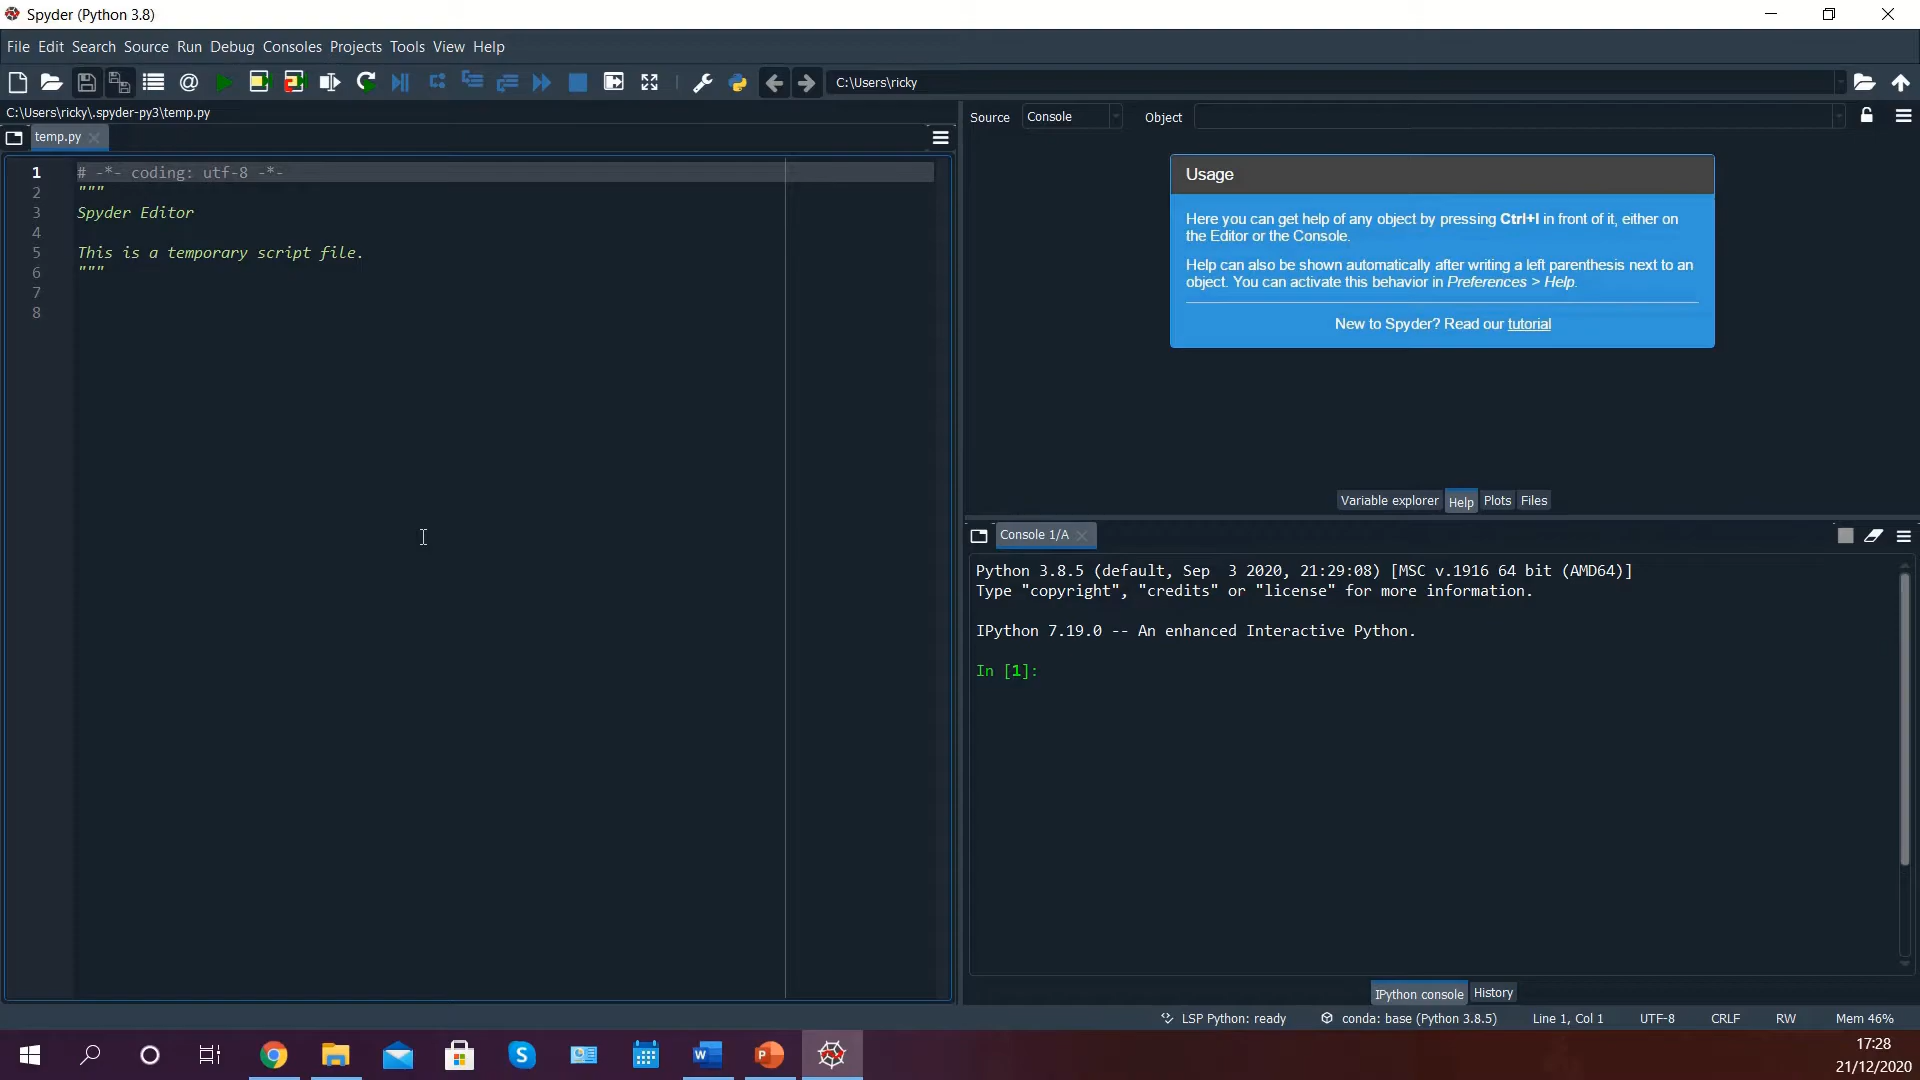 Spyder (Python 3.8)
File Edit Search Source Run Debug Consoles Projects Tools View Help
C:\Users\ricky
C:\Users\ricky\.spyder-py3\temp.py
temp.py
1 # -*- coding: utf-8 -*-
2 """
3 Spyder Editor
4
5 This is a temporary script file.
6 """
7
8
Source Console Object
Usage
Here you can get help of any object by pressing Ctrl+I in front of it, either on
the Editor or the Console.
Help can also be shown automatically after writing a left parenthesis next to an
object. You can activate this behavior in Preferences > Help.
New to Spyder? Read our tutorial
Variable explorer Help Plots Files
Console 1/A
Python 3.8.5 (default, Sep  3 2020, 21:29:08) [MSC v.1916 64 bit (AMD64)]
Type "copyright", "credits" or "license" for more information.
IPython 7.19.0 -- An enhanced Interactive Python.
In [1]:
IPython console History
LSP Python: ready conda: base (Python 3.8.5) Line 1, Col 1 UTF-8 CRLF RW Mem 46%
17:28
21/12/2020